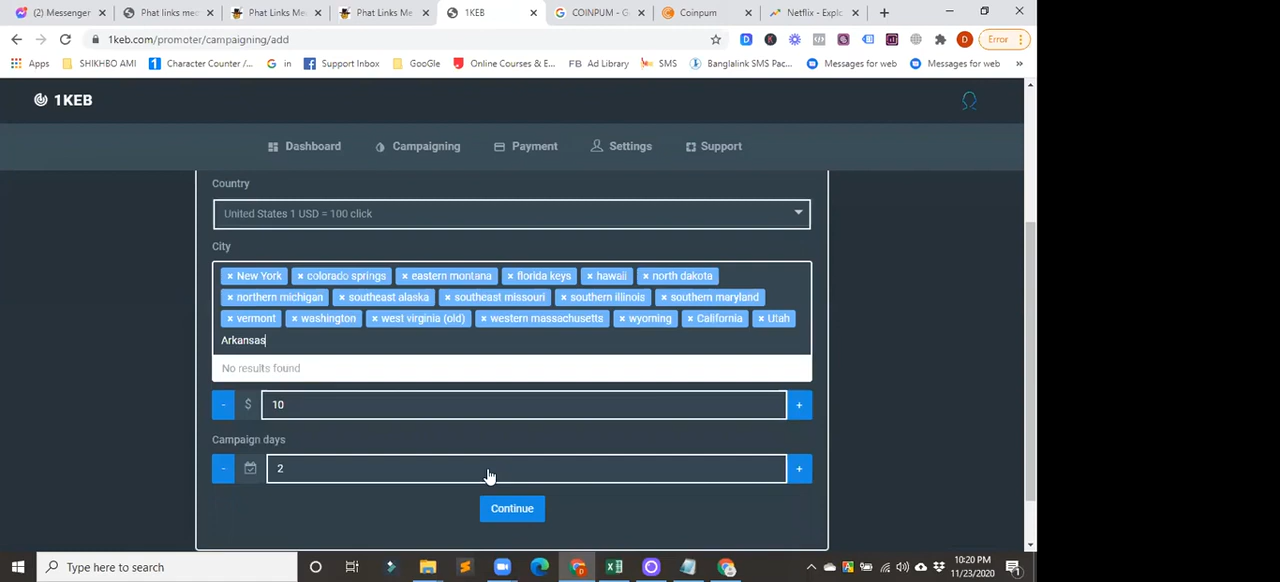 (2) Messenger
Phat links med
Phat Links Me
Phat Links Me
1KEB
COINPUM - G
Coinpum
Netflix - Explo
1keb.com/promoter/campaigning/add
Error
Apps
SHIKHBO AMI
Character Counter /...
in
Support Inbox
GooGle
Online Courses & E...
FB Ad Library
SMS
Banglalink SMS Pac...
Messages for web
Messages for web
»
1KEB
Dashboard
Campaigning
Payment
Settings
Support
Country
United States 1 USD = 100 click
City
× New York × colorado springs × eastern montana × florida keys × hawaii × north dakota
× northern michigan × southeast alaska × southeast missouri × southern illinois × southern maryland
× vermont × washington × west virginia (old) × western massachusetts × wyoming × California × Utah
Arkansas
No results found
- $ 10 +
Campaign days
- 2 +
Continue
Type here to search
10:20 PM
11/23/2020